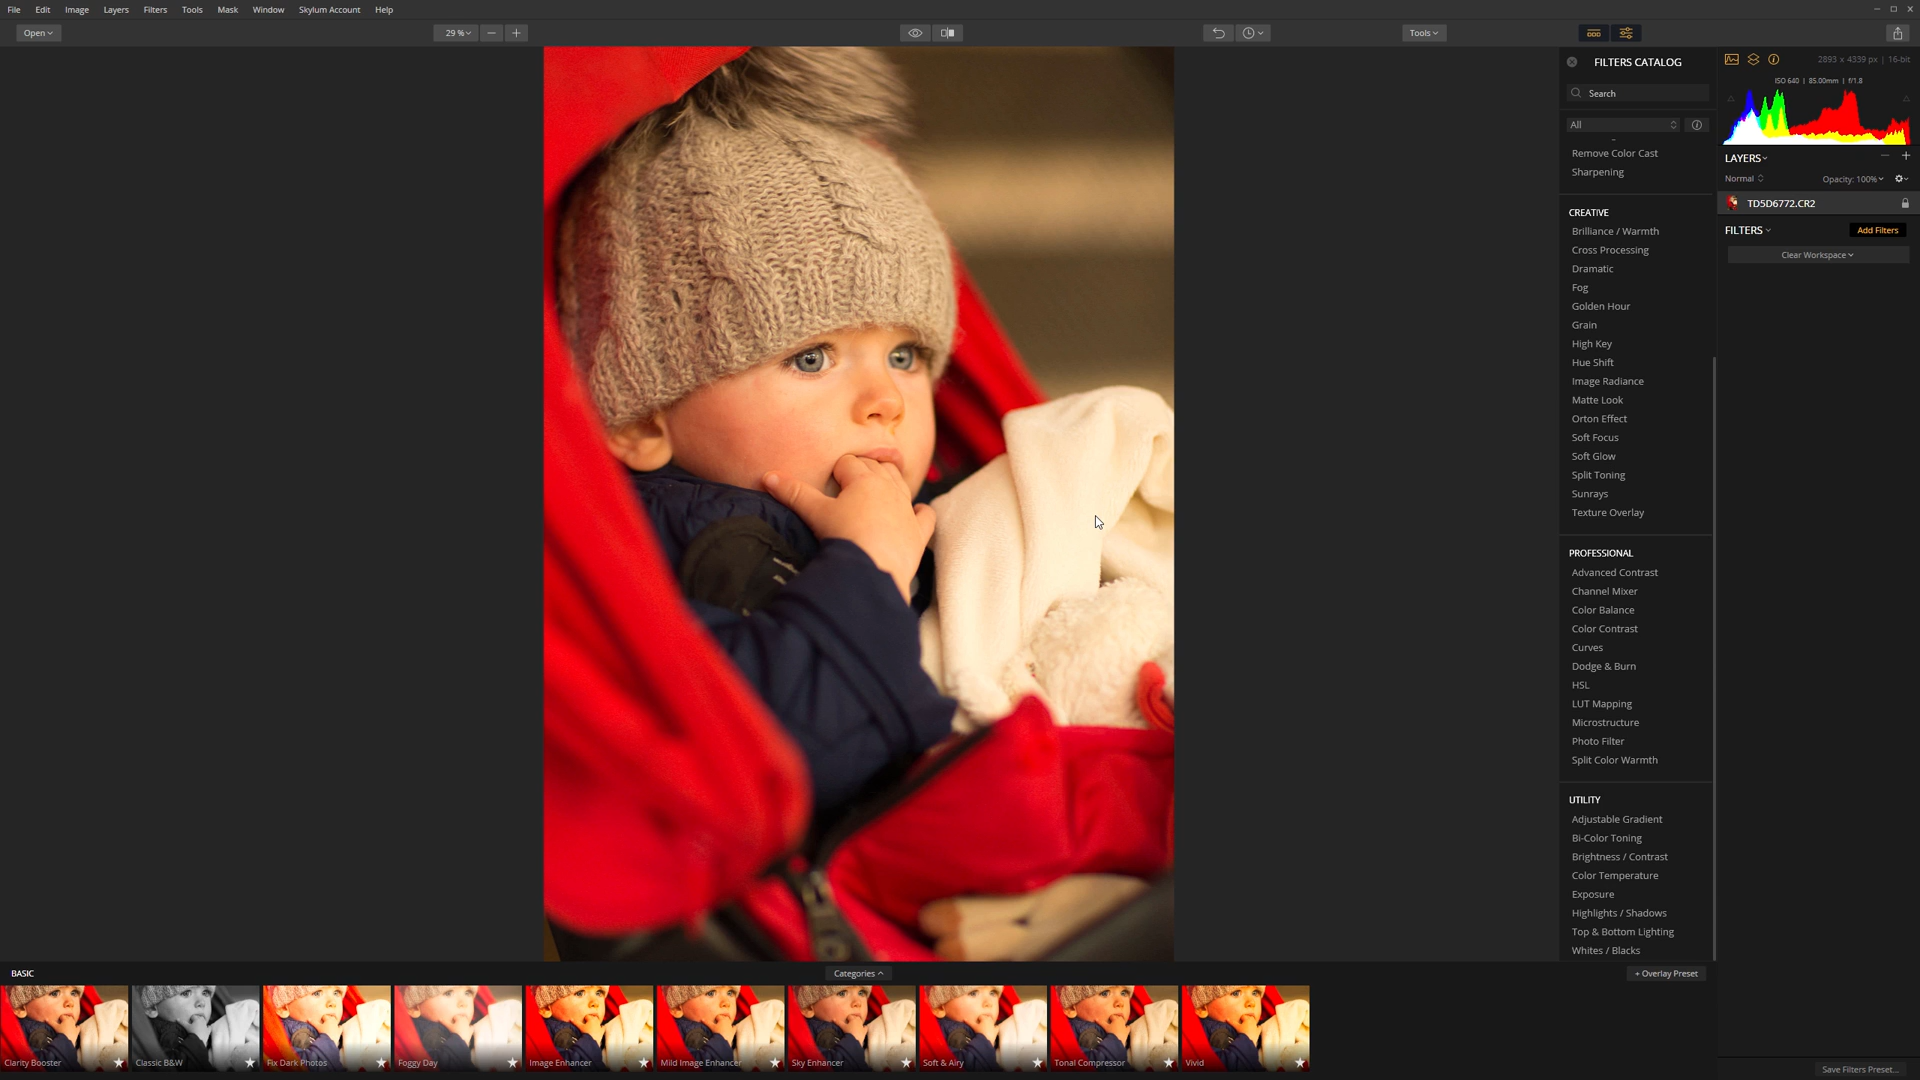 File Edit Image Layers Filters Tools Mask Window Skylum Account Help
Open 29 % Tools
FILTERS CATALOG
Search
All
Remove Color Cast
Sharpening
CREATIVE
Brilliance / Warmth
Cross Processing
Dramatic
Fog
Golden Hour
Grain
High Key
Hue Shift
Image Radiance
Matte Look
Orton Effect
Soft Focus
Soft Glow
Split Toning
Sunrays
Texture Overlay
PROFESSIONAL
Advanced Contrast
Channel Mixer
Color Balance
Color Contrast
Curves
Dodge & Burn
HSL
LUT Mapping
Microstructure
Photo Filter
Split Color Warmth
UTILITY
Adjustable Gradient
Bi-Color Toning
Brightness / Contrast
Color Temperature
Exposure
Highlights / Shadows
Top & Bottom Lighting
Whites / Blacks
2893 x 4339 px | 16-bit
ISO 640 | 85.00mm | f/1.8
LAYERS
Normal Opacity: 100%
TD5D6772.CR2
FILTERS Add Filters
Clear Workspace
BASIC Categories + Overlay Preset
Clarity Booster Classic B&W Fix Dark Photos Foggy Day Image Enhancer Mild Image Enhancer Sky Enhancer Soft & Airy Tonal Compressor Vivid
Save Filters Preset...